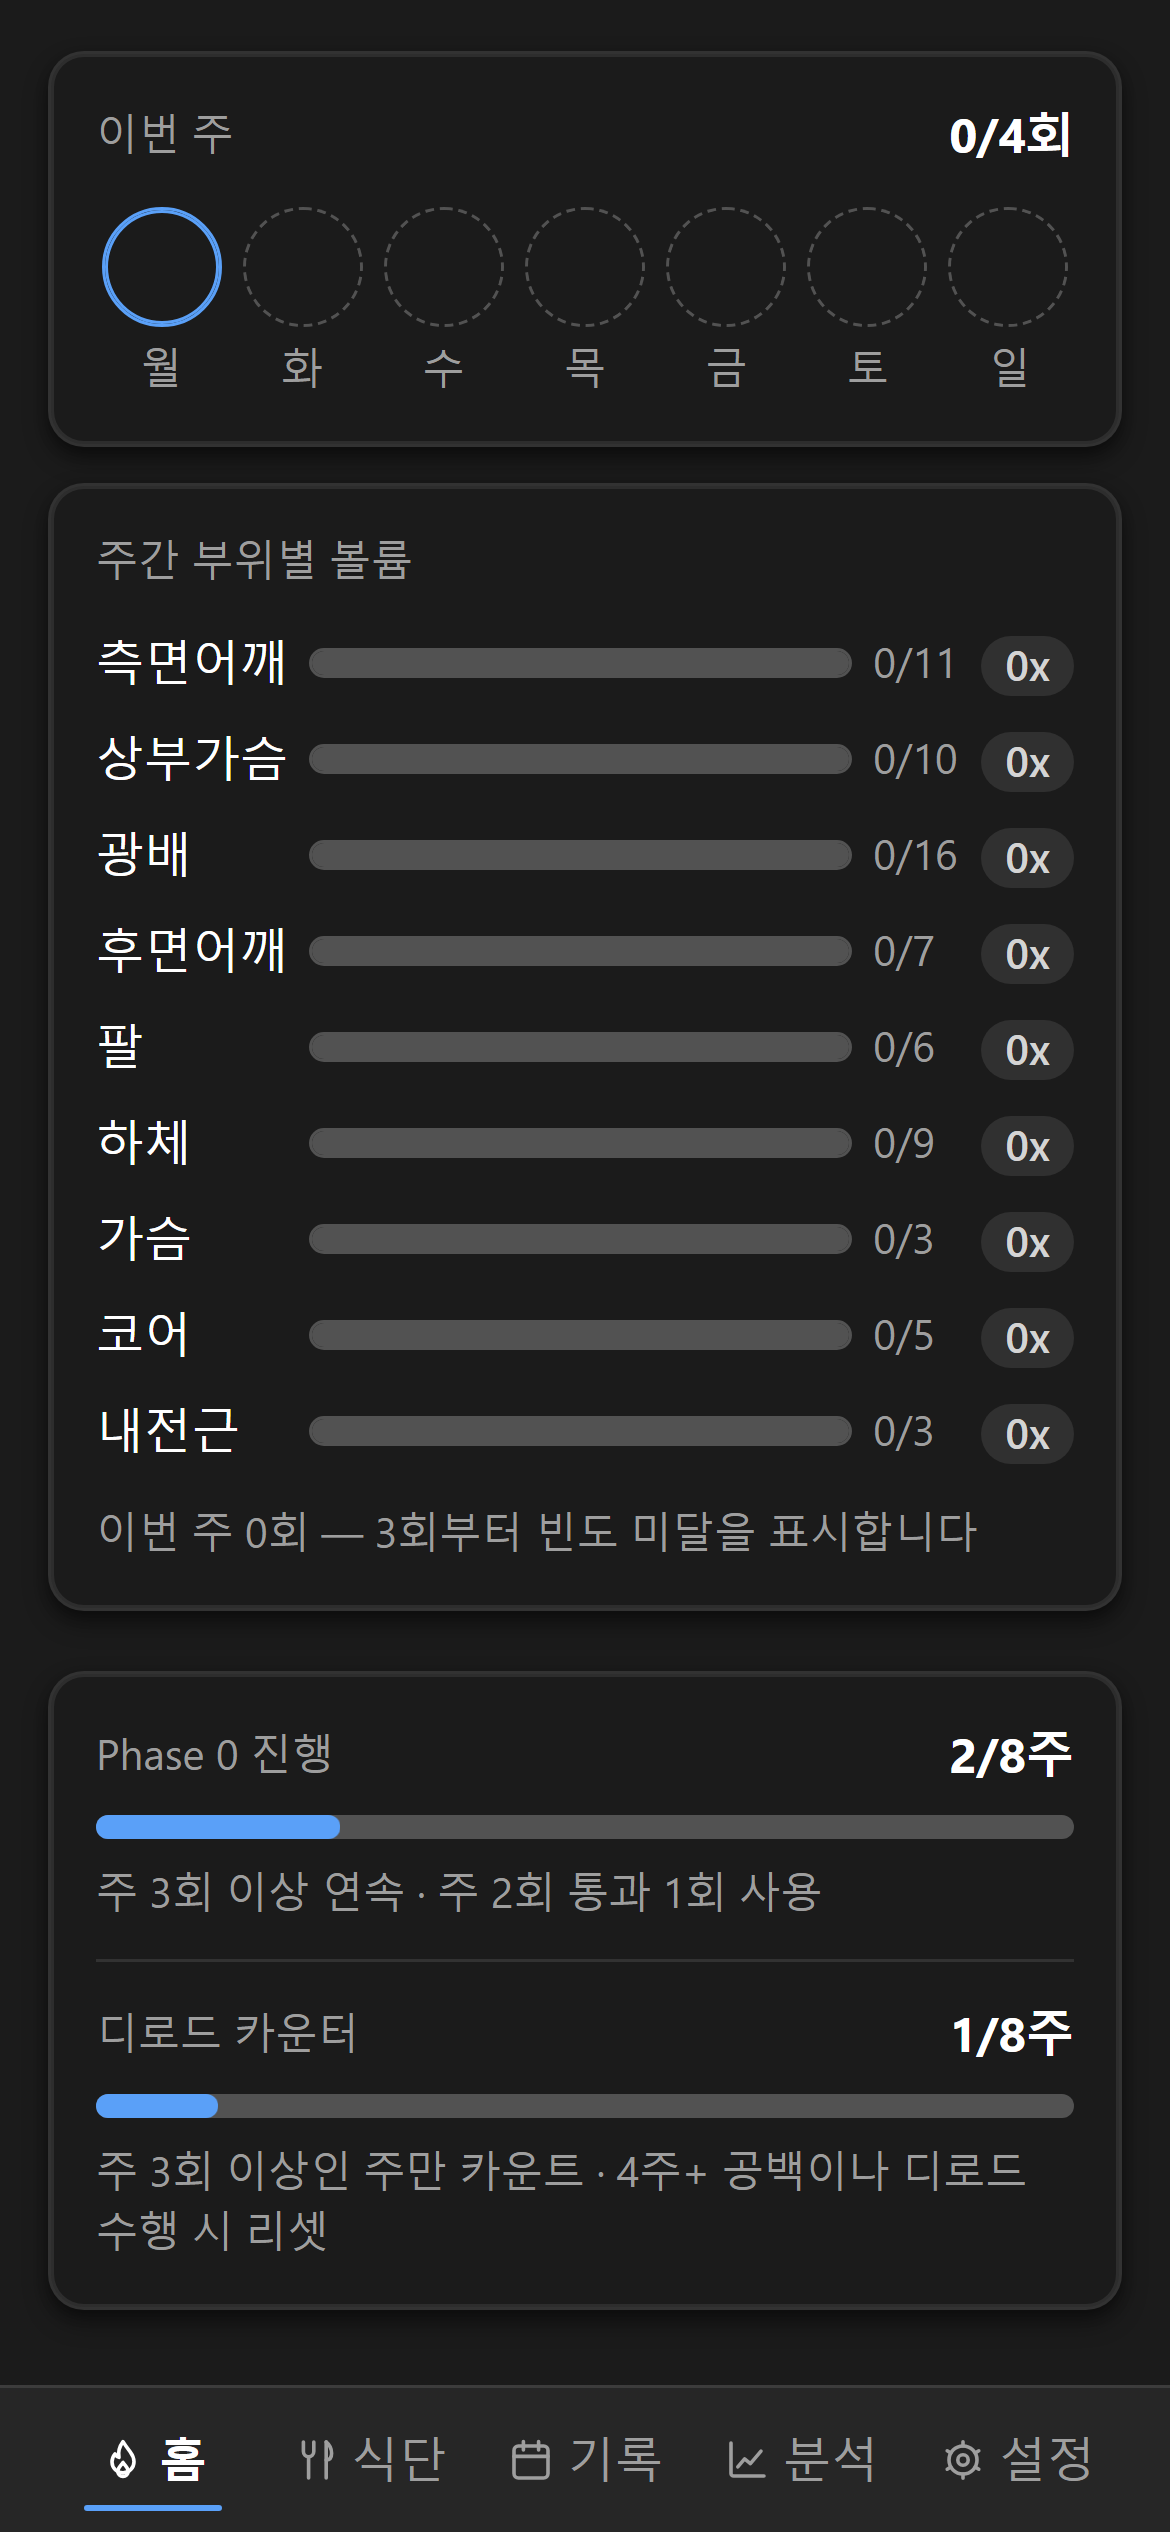 이번 주 0/4회
월 화 수 목 금 토 일
주간 부위별 볼륨
측면어깨 0/11 0x
상부가슴 0/10 0x
광배 0/16 0x
후면어깨 0/7 0x
팔 0/6 0x
하체 0/9 0x
가슴 0/3 0x
코어 0/5 0x
내전근 0/3 0x
이번 주 0회 — 3회부터 빈도 미달을 표시합니다
Phase 0 진행 2/8주
주 3회 이상 연속 · 주 2회 통과 1회 사용
디로드 카운터 1/8주
주 3회 이상인 주만 카운트 · 4주+ 공백이나 디로드
수행 시 리셋
홈 식단 기록 분석 설정